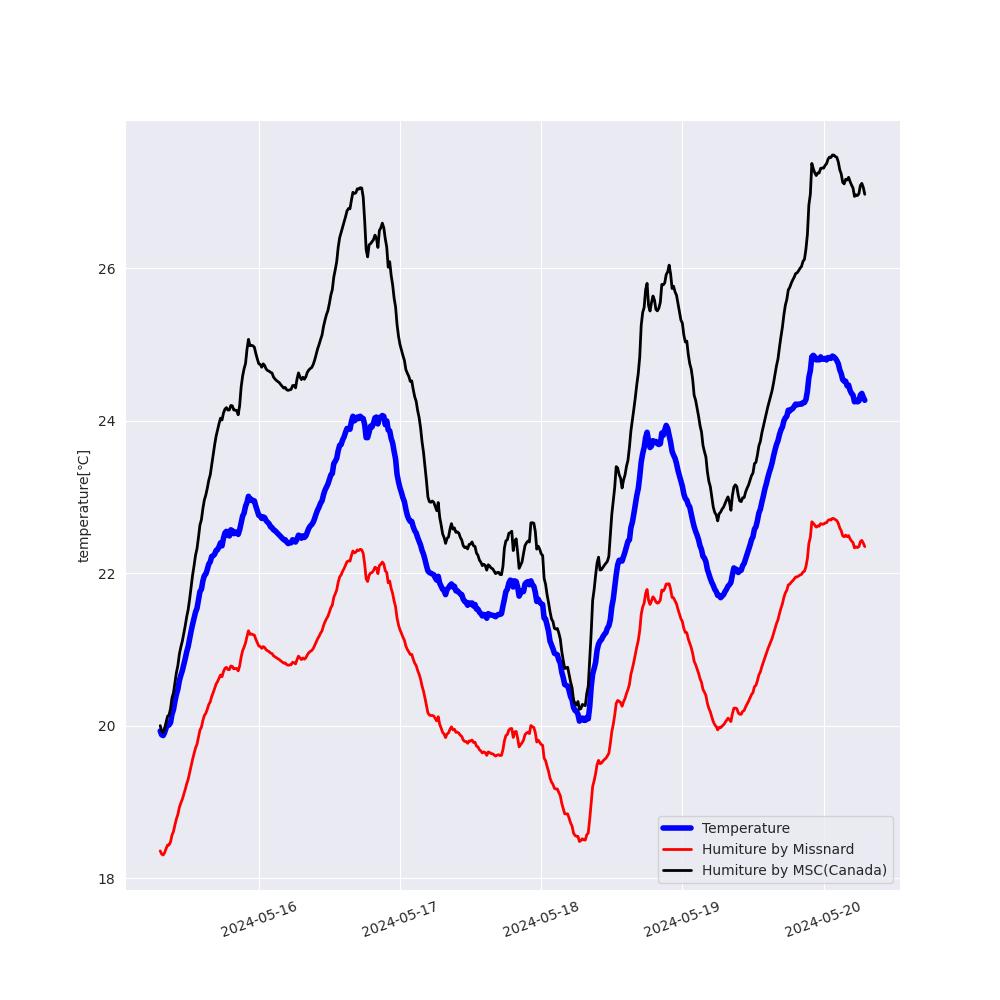 26
24
22
20
18
temperature[℃]
2024-05-16
2024-05-17
2024-05-18
2024-05-19
2024-05-20
Temperature
Humiture by Missnard
Humiture by MSC(Canada)